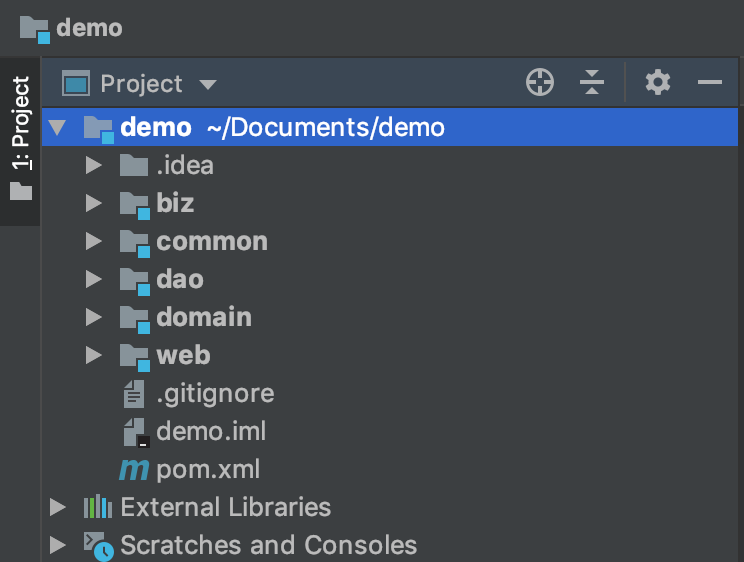 demo
1: Project
Project
demo ~/Documents/demo
.idea
biz
common
dao
domain
web
.gitignore
demo.iml
m pom.xml
External Libraries
Scratches and Consoles